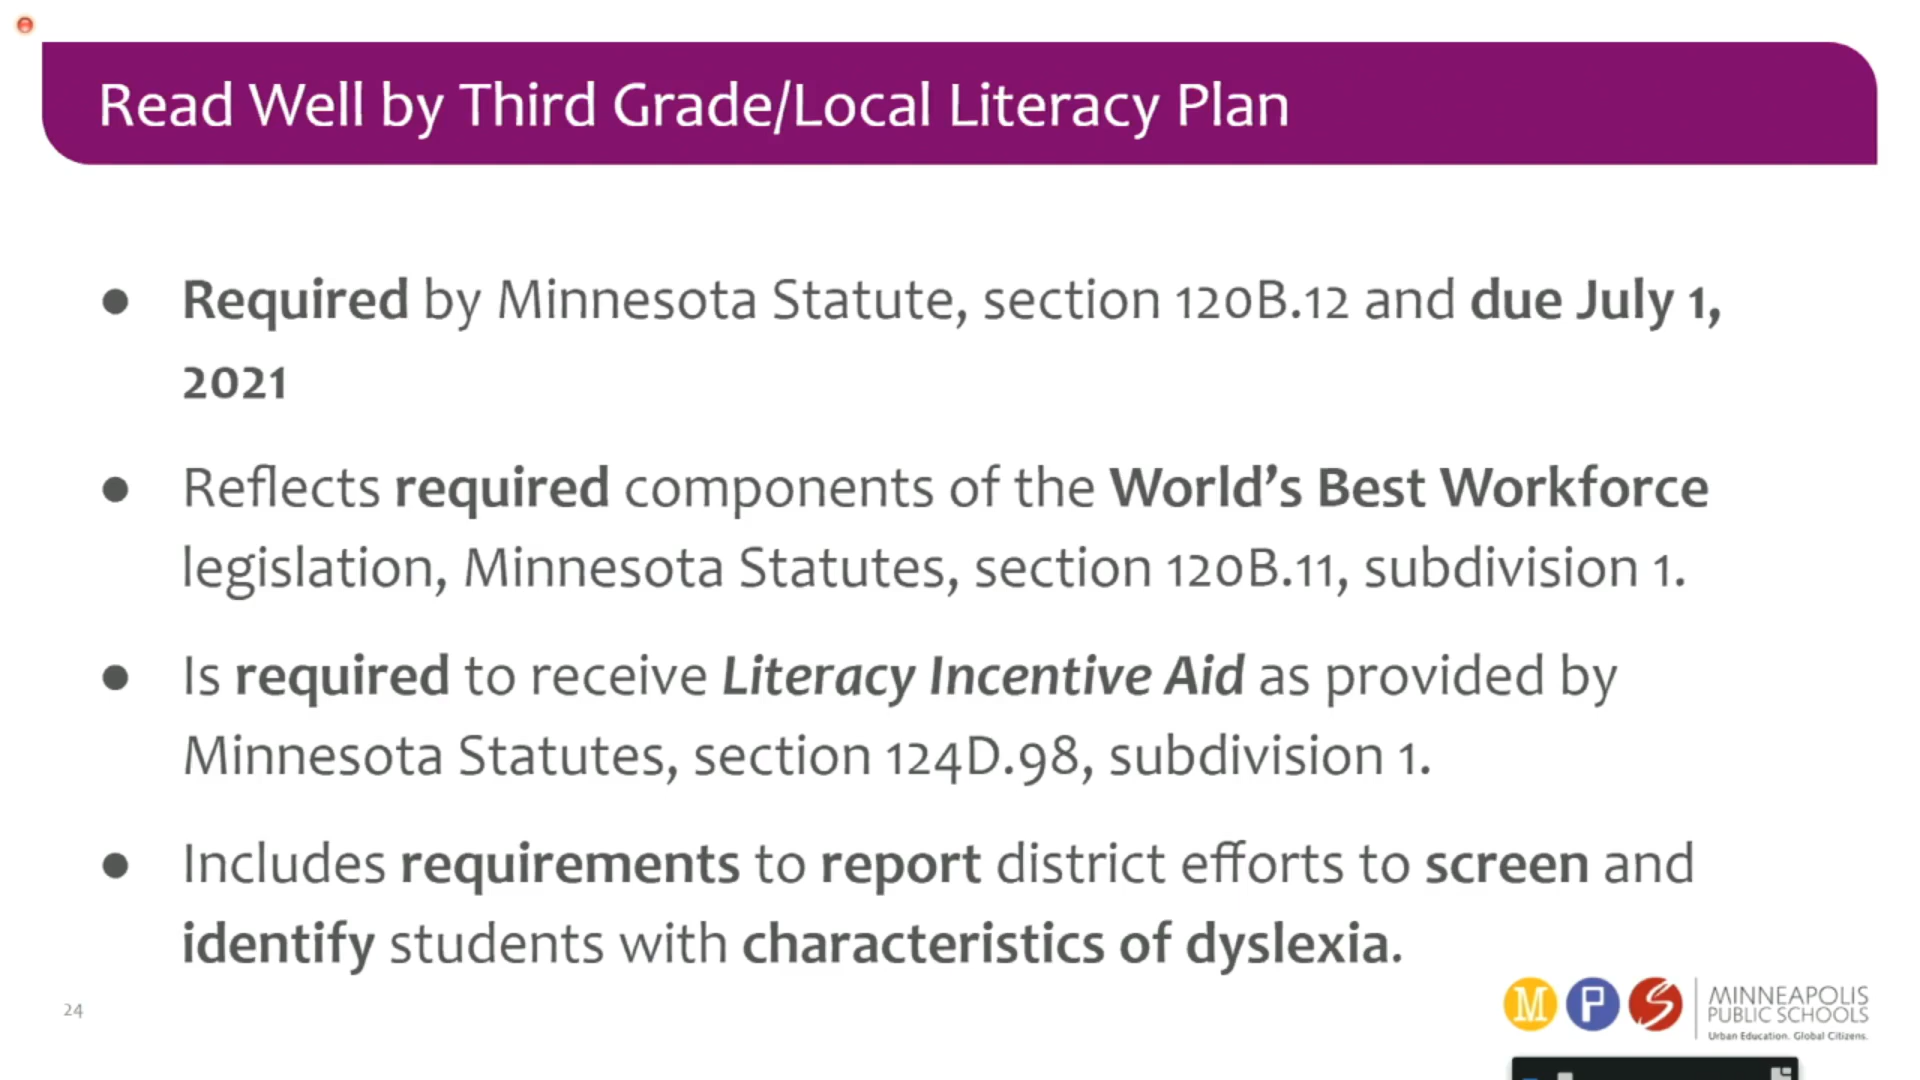 Read Well by Third Grade/Local Literacy Plan
● Required by Minnesota Statute, section 120B.12 and due July 1,
2021
● Reflects required components of the World's Best Workforce
legislation, Minnesota Statutes, section 120B.11, subdivision 1.
● Is required to receive Literacy Incentive Aid as provided by
Minnesota Statutes, section 124D.98, subdivision 1.
● Includes requirements to report district efforts to screen and
identify students with characteristics of dyslexia.
24
M P S
MINNEAPOLIS
PUBLIC SCHOOLS
Urban Education. Global Citizens.